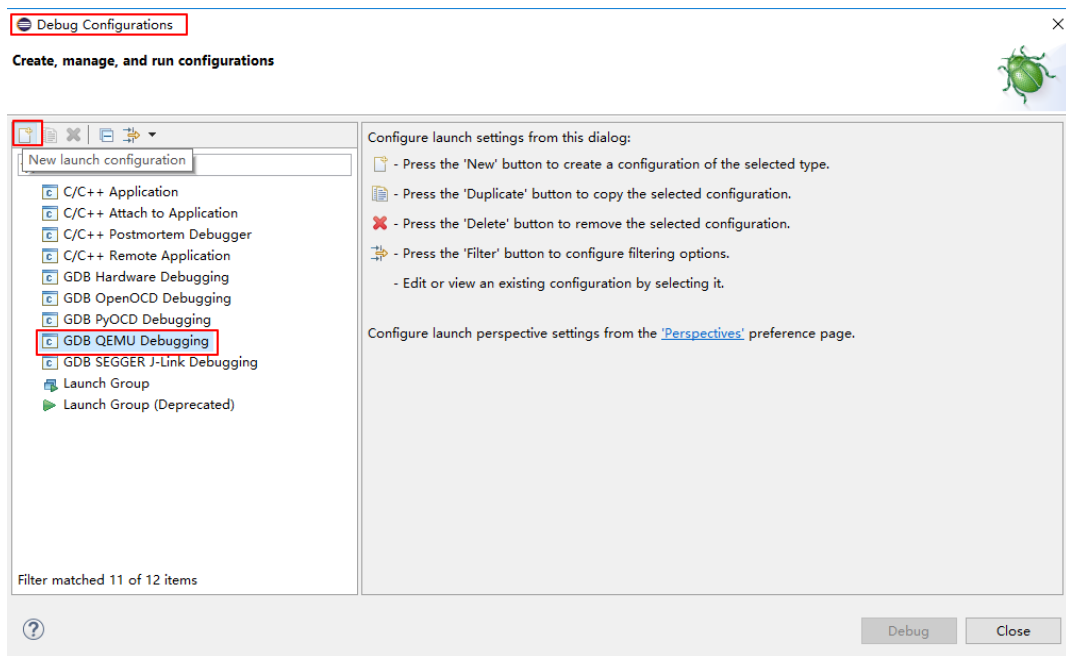 Debug Configurations
Create, manage, and run configurations
New launch configuration
C/C++ Application
C/C++ Attach to Application
C/C++ Postmortem Debugger
C/C++ Remote Application
GDB Hardware Debugging
GDB OpenOCD Debugging
GDB PyOCD Debugging
GDB QEMU Debugging
GDB SEGGER J-Link Debugging
Launch Group
Launch Group (Deprecated)
Filter matched 11 of 12 items
Configure launch settings from this dialog:
- Press the 'New' button to create a configuration of the selected type.
- Press the 'Duplicate' button to copy the selected configuration.
- Press the 'Delete' button to remove the selected configuration.
- Press the 'Filter' button to configure filtering options.
- Edit or view an existing configuration by selecting it.
Configure launch perspective settings from the 'Perspectives' preference page.
Debug
Close